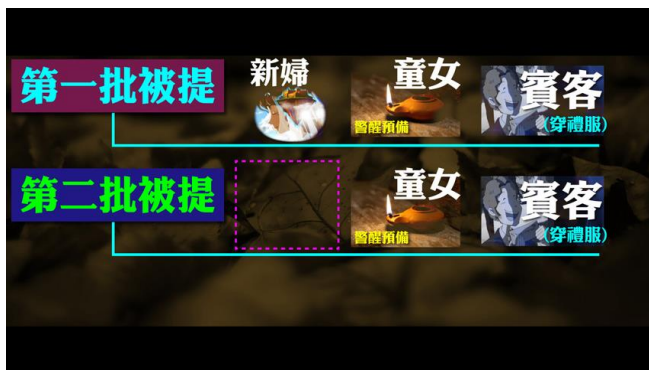 第一批被提
新婦
童女
警醒預備
賓客
(穿禮服)
第二批被提
童女
警醒預備
賓客
(穿禮服)